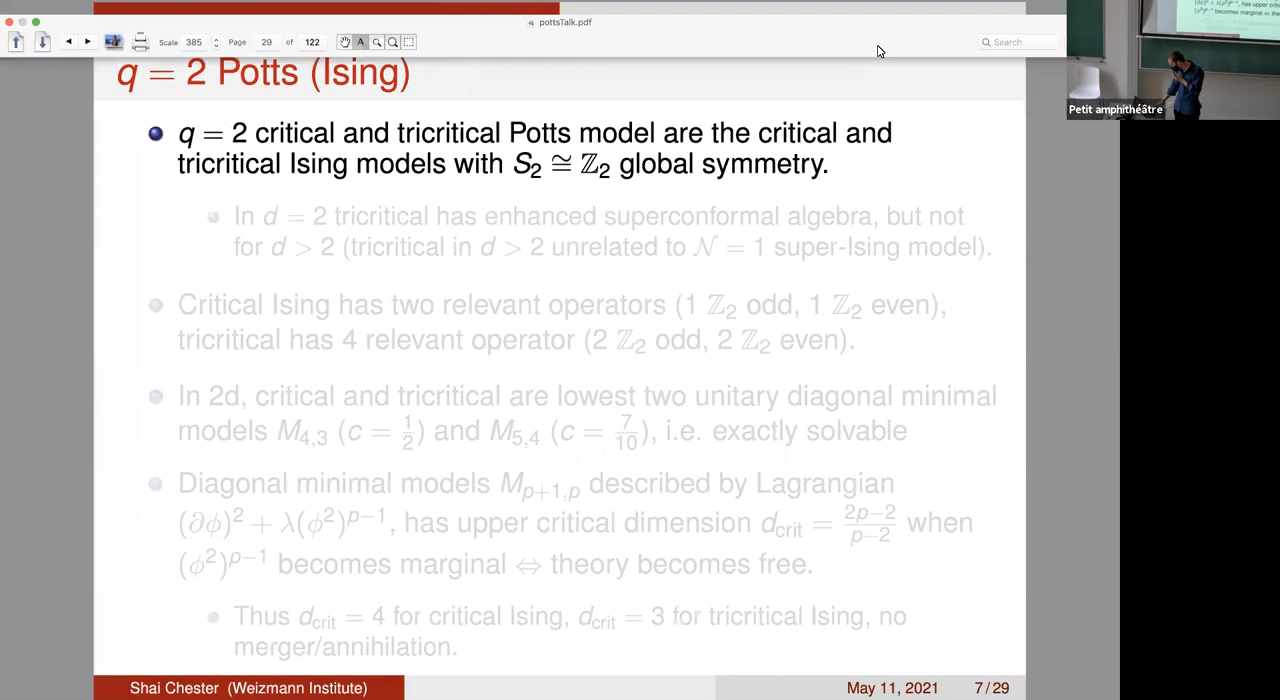 pottsTalk.pdf
Scale 385 Page 29 of 122 Search
Petit amphithéâtre
q = 2 Potts (Ising)
q = 2 critical and tricritical Potts model are the critical and
tricritical Ising models with S₂ ≅ ℤ₂ global symmetry.
In d = 2 tricritical has enhanced superconformal algebra, but not
for d > 2 (tricritical in d > 2 unrelated to 𝒩 = 1 super-Ising model).
Critical Ising has two relevant operators (1 ℤ₂ odd, 1 ℤ₂ even),
tricritical has 4 relevant operator (2 ℤ₂ odd, 2 ℤ₂ even).
In 2d, critical and tricritical are lowest two unitary diagonal minimal
models M₄,₃ (c = 1/2) and M₅,₄ (c = 7/10), i.e. exactly solvable
Diagonal minimal models Mₚ₊₁,ₚ described by Lagrangian
(∂ϕ)² + λ(ϕ²)ᵖ⁻¹, has upper critical dimension d_crit = (2p−2)/(p−2) when
(ϕ²)ᵖ⁻¹ becomes marginal ⇔ theory becomes free.
Thus d_crit = 4 for critical Ising, d_crit = 3 for tricritical Ising, no
merger/annihilation.
Shai Chester (Weizmann Institute) May 11, 2021 7 / 29